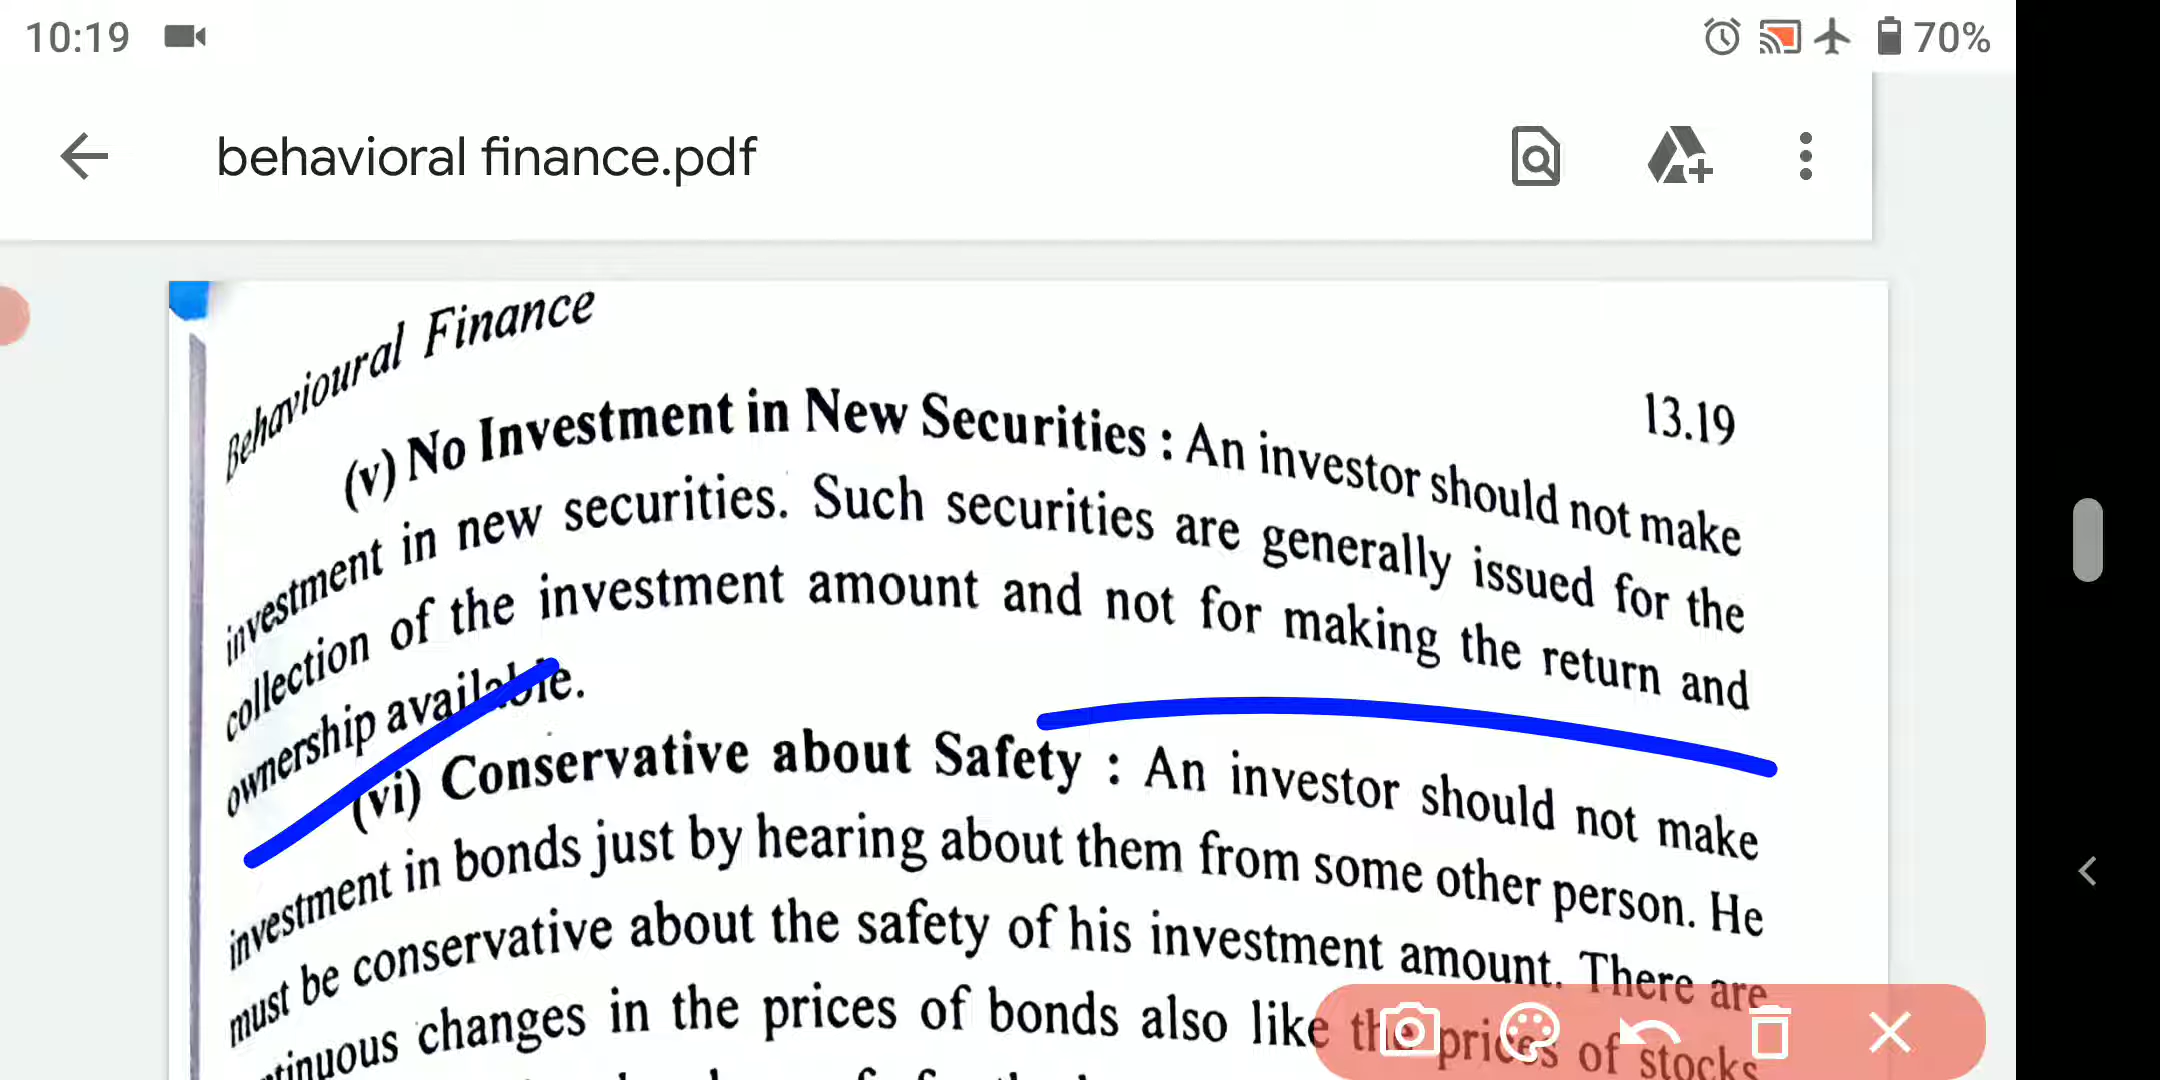 10:19
70%
behavioral finance.pdf
Behavioural Finance
13.19
(v) No Investment in New Securities : An investor should not make
investment in new securities. Such securities are generally issued for the
collection of the investment amount and not for making the return and
ownership available.
(vi) Conservative about Safety : An investor should not make
investment in bonds just by hearing about them from some other person. He
must be conservative about the safety of his investment amount. There are
tinuous changes in the prices of bonds also like the prices of stocks